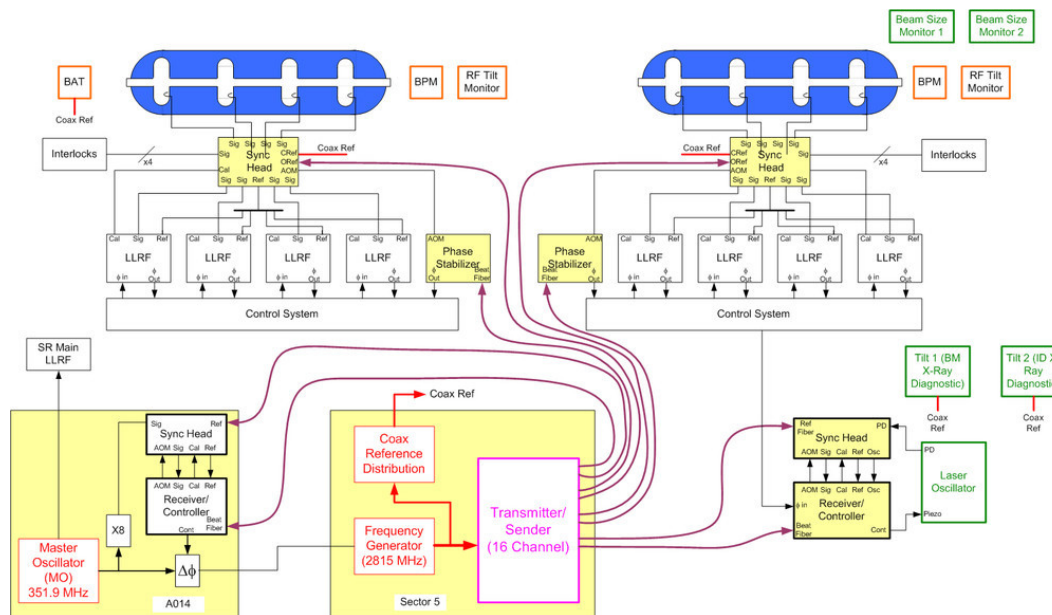 Beam Size
Monitor 1
Beam Size
Monitor 2
BAT
Coax Ref
BPM
RF Tilt
Monitor
BPM
RF Tilt
Monitor
Interlocks
x4
Sig Sig Sig Sig
Sig
Cal
Sync
Head
CRef
ORef
AOM
Sig Sig Ref Sig Sig
Coax Ref
Coax Ref
Sig Sig Sig Sig
CRef
ORef
AOM
Sync
Head
Sig
Cal
Sig Sig Ref Sig Sig
x4
Interlocks
Cal Sig Ref
LLRF
ϕ in
ϕ
Out
Cal Sig Ref
LLRF
ϕ in
ϕ
Out
Cal Sig Ref
LLRF
ϕ in
ϕ
Out
Cal Sig Ref
LLRF
ϕ in
ϕ
Out
AOM
Phase
Stabilizer
ϕ
Out
Beat
Fiber
AOM
Phase
Stabilizer
Beat
Fiber
ϕ
Out
Cal Sig Ref
LLRF
ϕ in
ϕ
Out
Cal Sig Ref
LLRF
ϕ in
ϕ
Out
Cal Sig Ref
LLRF
ϕ in
ϕ
Out
Cal Sig Ref
LLRF
ϕ in
ϕ
Out
Control System
Control System
SR Main
LLRF
Tilt 1 (BM
X-Ray
Diagnostic)
Coax
Ref
Tilt 2 (ID X
Ray
Diagnostic
Coax
Ref
Sig
Ref
Sync Head
AOM Sig Cal Ref
AOM Sig Cal Ref
Receiver/
Controller
Cont
Beat
Fiber
X8
Master
Oscillator
(MO)
351.9 MHz
Δϕ
A014
Coax Ref
Coax
Reference
Distribution
Frequency
Generator
(2815 MHz)
Transmitter/
Sender
(16 Channel)
Sector 5
Ref
Fiber
PD
Sync Head
AOM Sig Cal Ref Osc
AOM Sig Cal Ref Osc
ϕ in
Receiver/
Controller
Beat
Fiber
Cont
PD
Laser
Oscillator
Piezo